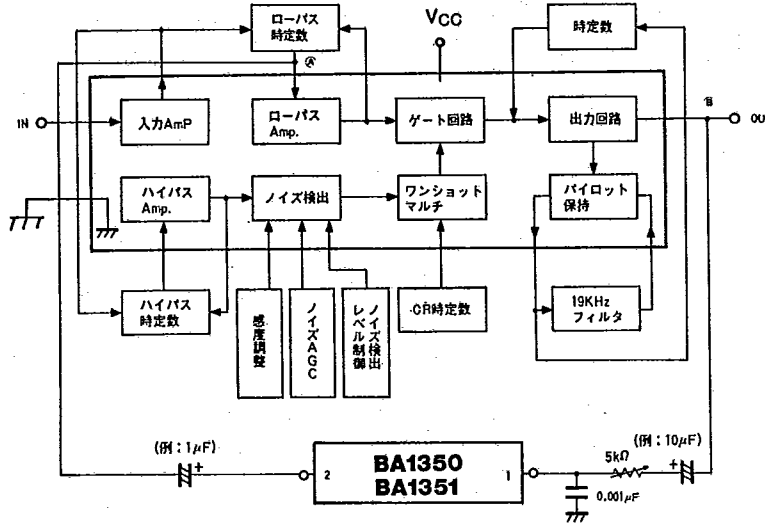 ローパス
時定数
VCC
時定数
Ⓐ
IN
入力AmP
ローパス
Amp.
ゲート回路
出力回路
Ⓑ
OU
ハイパス
Amp.
ノイズ検出
ワンショット
マルチ
パイロット
保持
ハイパス
時定数
感度調整
ノイズAGC
ノイズ検出
レベル制御
CR時定数
19KHz
フィルタ
(例:1μF)
+
2
BA1350
BA1351
1
5kΩ
(例:10μF)
+
0.001μF